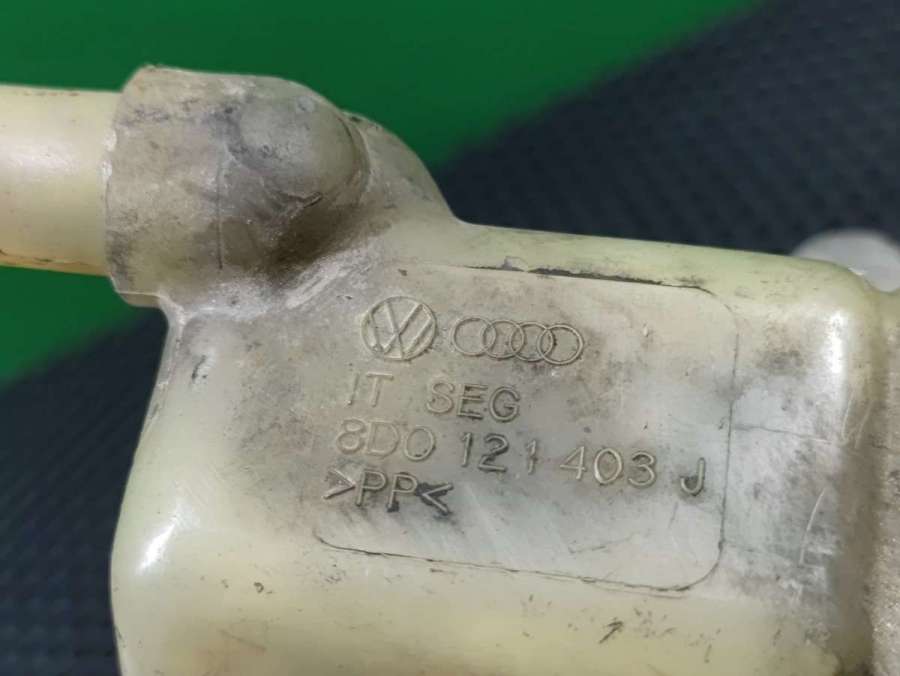 IT SEG
8D0 121 403 J
>PP<